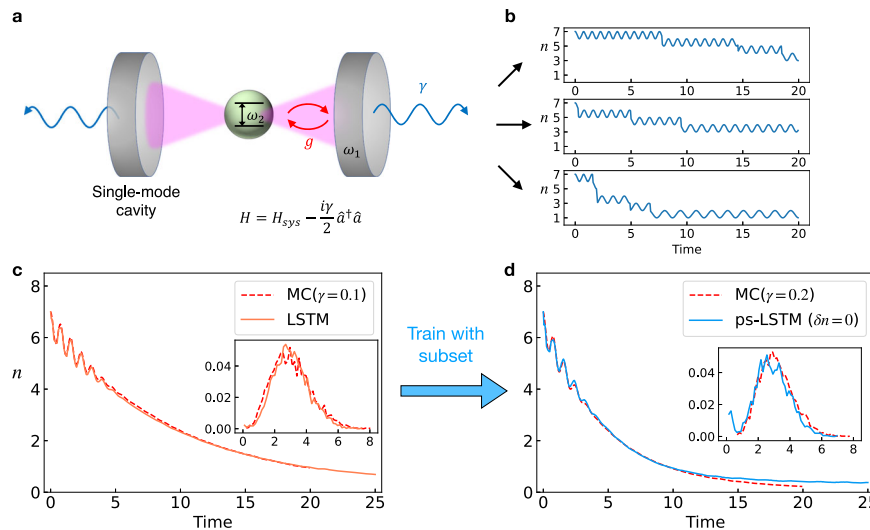 a
γ
ω₂
g
ω₁
Single-mode
cavity
H = H_sys − iγ/2 â†â
b
n
7
5
3
1
0 5 10 15 20
n
7
5
3
1
0 5 10 15 20
n
7
5
3
1
0 5 10 15 20
Time
c
8
6
4
2
0
n
MC(γ = 0.1)
LSTM
0.04
0.02
0.00
0 2 4 6 8
0 5 10 15 20 25
Time
Train with
subset
d
8
6
4
2
0
MC(γ = 0.2)
ps-LSTM (δn = 0)
0.04
0.02
0.00
0 2 4 6 8
0 5 10 15 20 25
Time